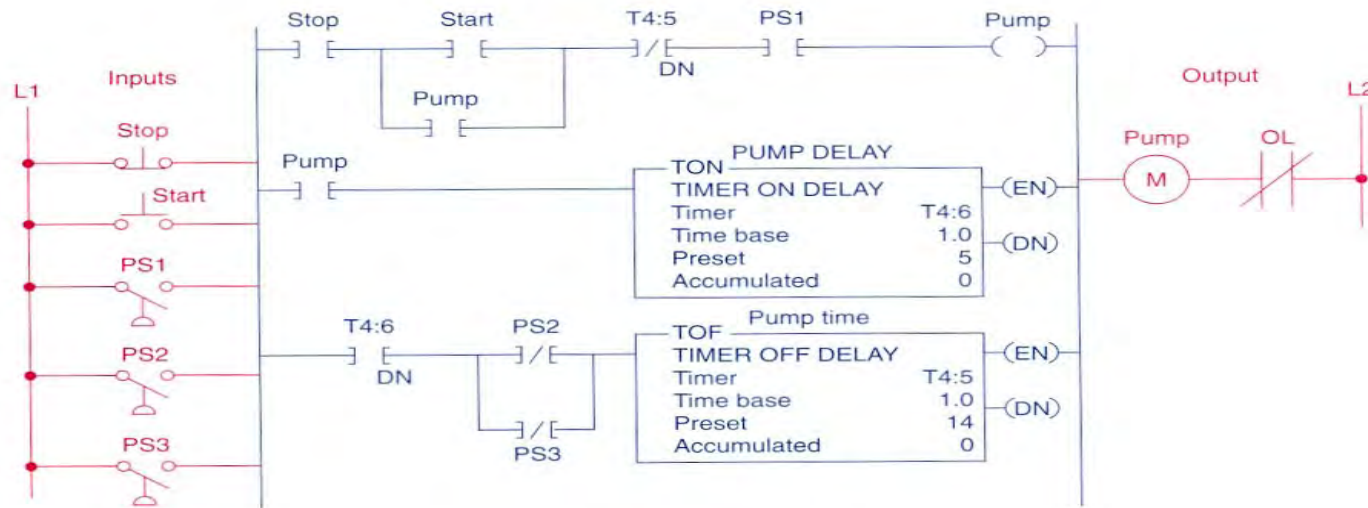 Stop Start T4:5 PS1 Pump
DN
Inputs
Output
L1
L2
Pump
Stop
Pump OL
M
Pump
PUMP DELAY
TON
TIMER ON DELAY
EN
Timer T4:6
Time base 1.0
DN
Preset 5
Accumulated 0
Start
PS1
T4:6 PS2
DN
PS3
Pump time
TOF
TIMER OFF DELAY
EN
Timer T4:5
Time base 1.0
DN
Preset 14
Accumulated 0
PS2
PS3